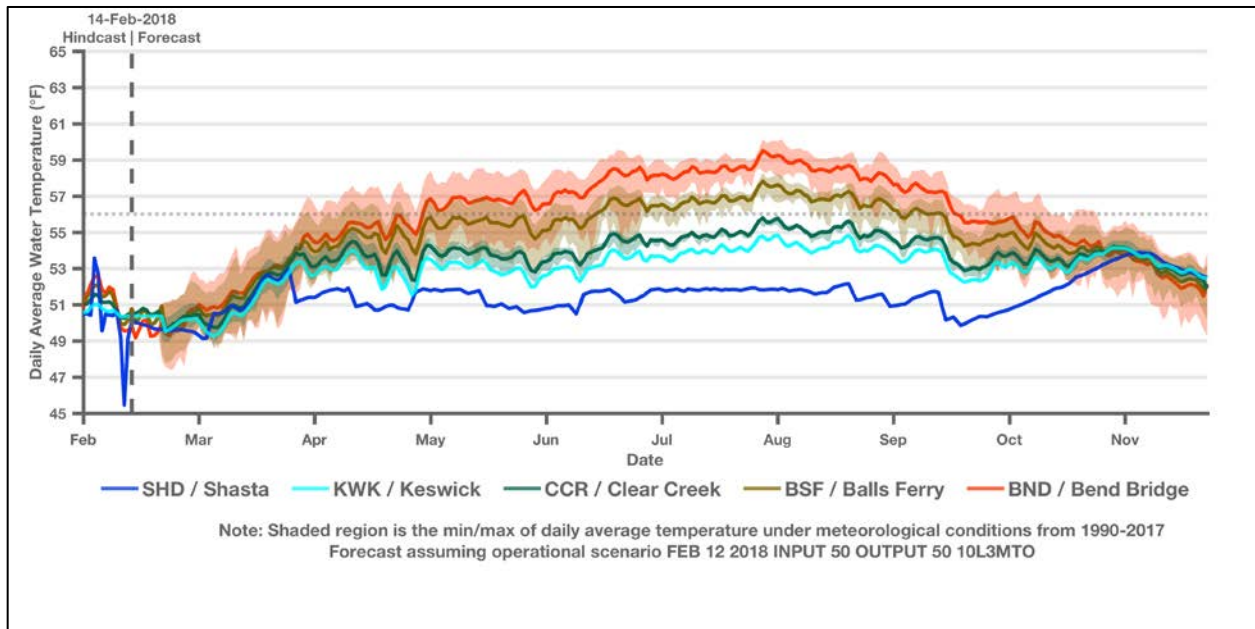 14-Feb-2018
Hindcast | Forecast
Daily Average Water Temperature (°F)
65
63
61
59
57
55
53
51
49
47
45
Feb Mar Apr May Jun Jul Aug Sep Oct Nov
Date
SHD / Shasta KWK / Keswick CCR / Clear Creek BSF / Balls Ferry BND / Bend Bridge
Note: Shaded region is the min/max of daily average temperature under meteorological conditions from 1990-2017
Forecast assuming operational scenario FEB 12 2018 INPUT 50 OUTPUT 50 10L3MTO